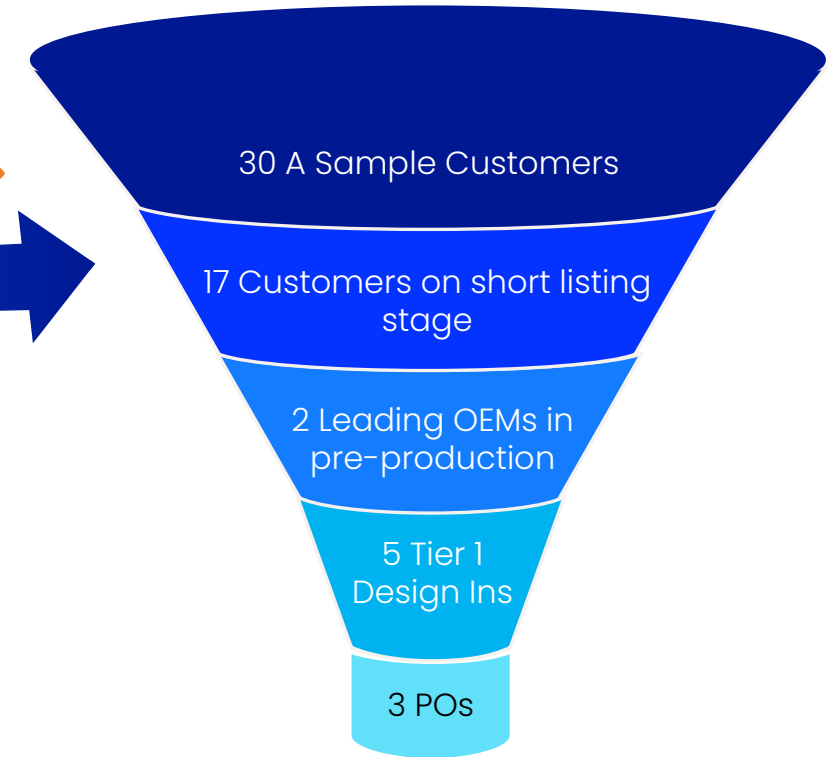 30 A Sample Customers
17 Customers on short listing
stage
2 Leading OEMs in
pre-production
5 Tier 1
Design Ins
3 POs